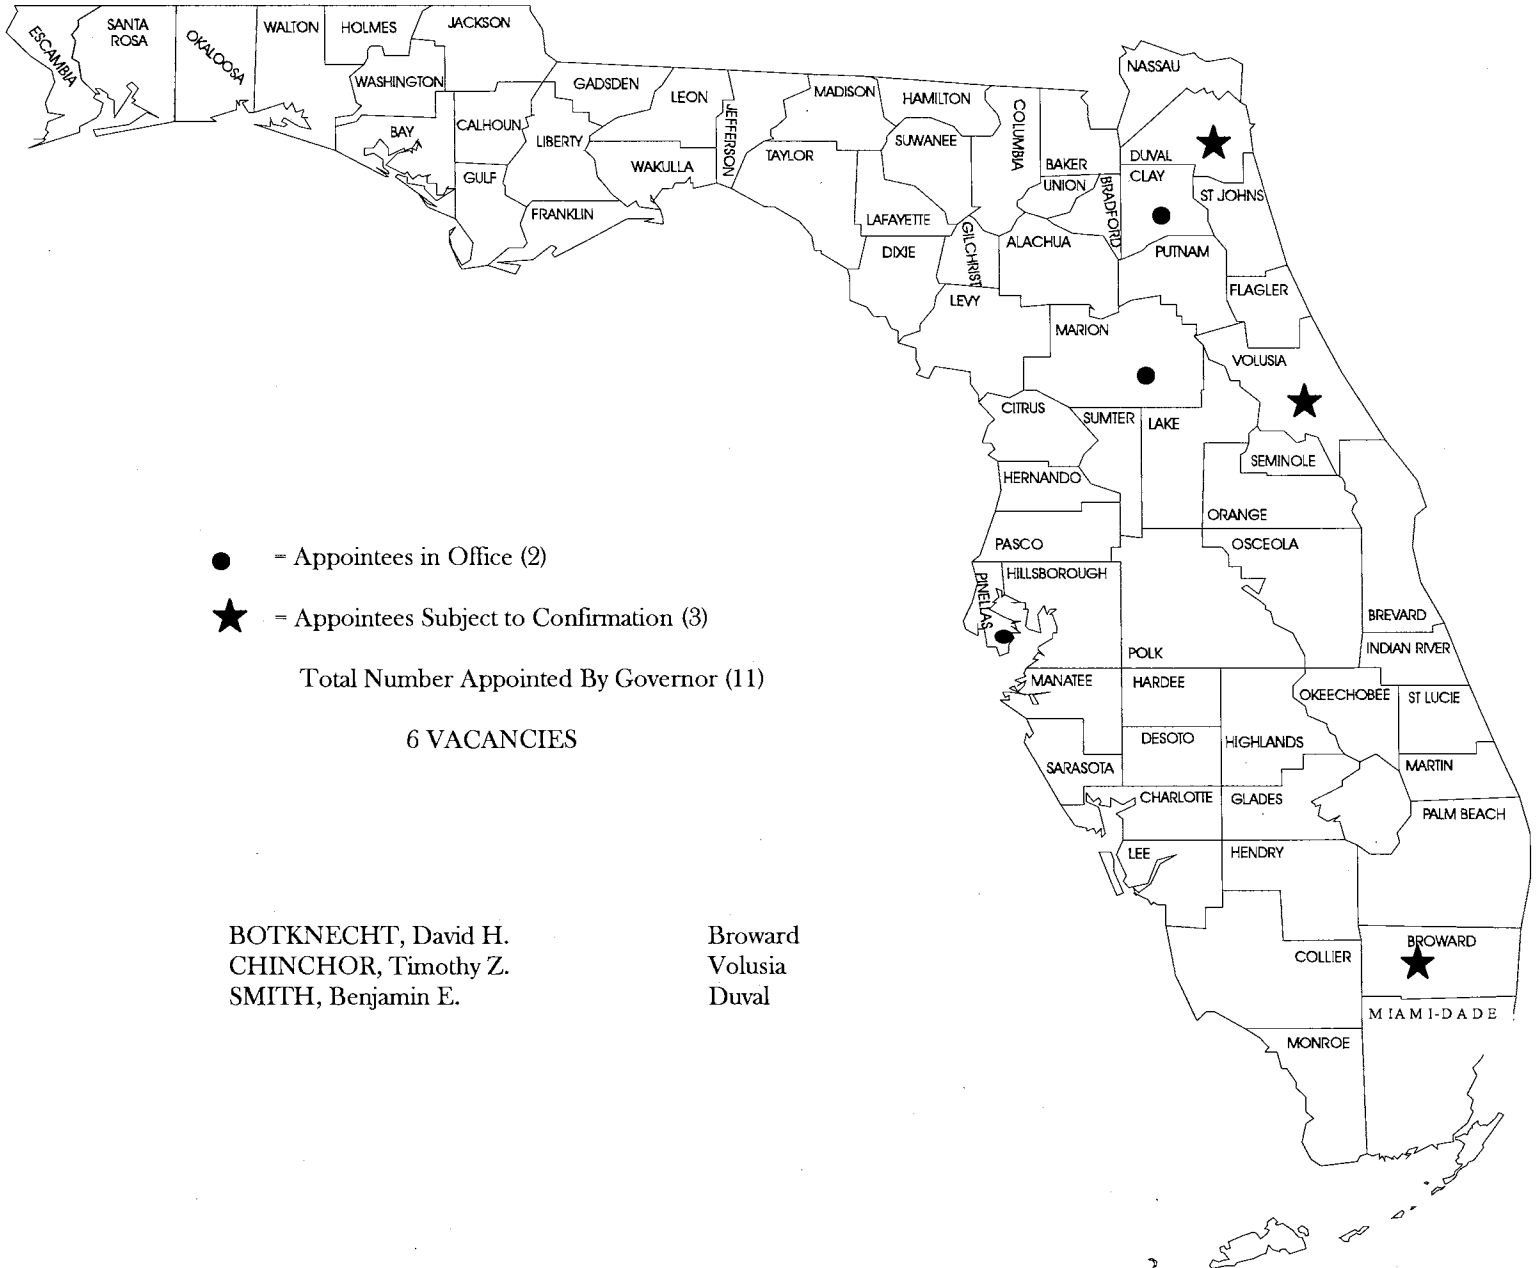 ESCAMBIA
SANTA
ROSA
OKALOOSA
WALTON
HOLMES
JACKSON
WASHINGTON
BAY
CALHOUN
GULF
LIBERTY
GADSDEN
LEON
JEFFERSON
WAKULLA
FRANKLIN
TAYLOR
MADISON
HAMILTON
SUWANEE
LAFAYETTE
DIXIE
GILCHRIST
COLUMBIA
BAKER
UNION
BRADFORD
ALACHUA
LEVY
NASSAU
DUVAL
CLAY
ST JOHNS
PUTNAM
FLAGLER
MARION
VOLUSIA
CITRUS
SUMTER
LAKE
SEMINOLE
HERNANDO
ORANGE
PASCO
OSCEOLA
HILLSBOROUGH
PINELLAS
BREVARD
INDIAN RIVER
POLK
MANATEE
HARDEE
OKEECHOBEE
ST LUCIE
DESOTO
HIGHLANDS
SARASOTA
MARTIN
CHARLOTTE
GLADES
PALM BEACH
LEE
HENDRY
BROWARD
COLLIER
MIAMI-DADE
MONROE
= Appointees in Office (2)
= Appointees Subject to Confirmation (3)
Total Number Appointed By Governor (11)
6 VACANCIES
BOTKNECHT, David H. Broward
CHINCHOR, Timothy Z. Volusia
SMITH, Benjamin E. Duval